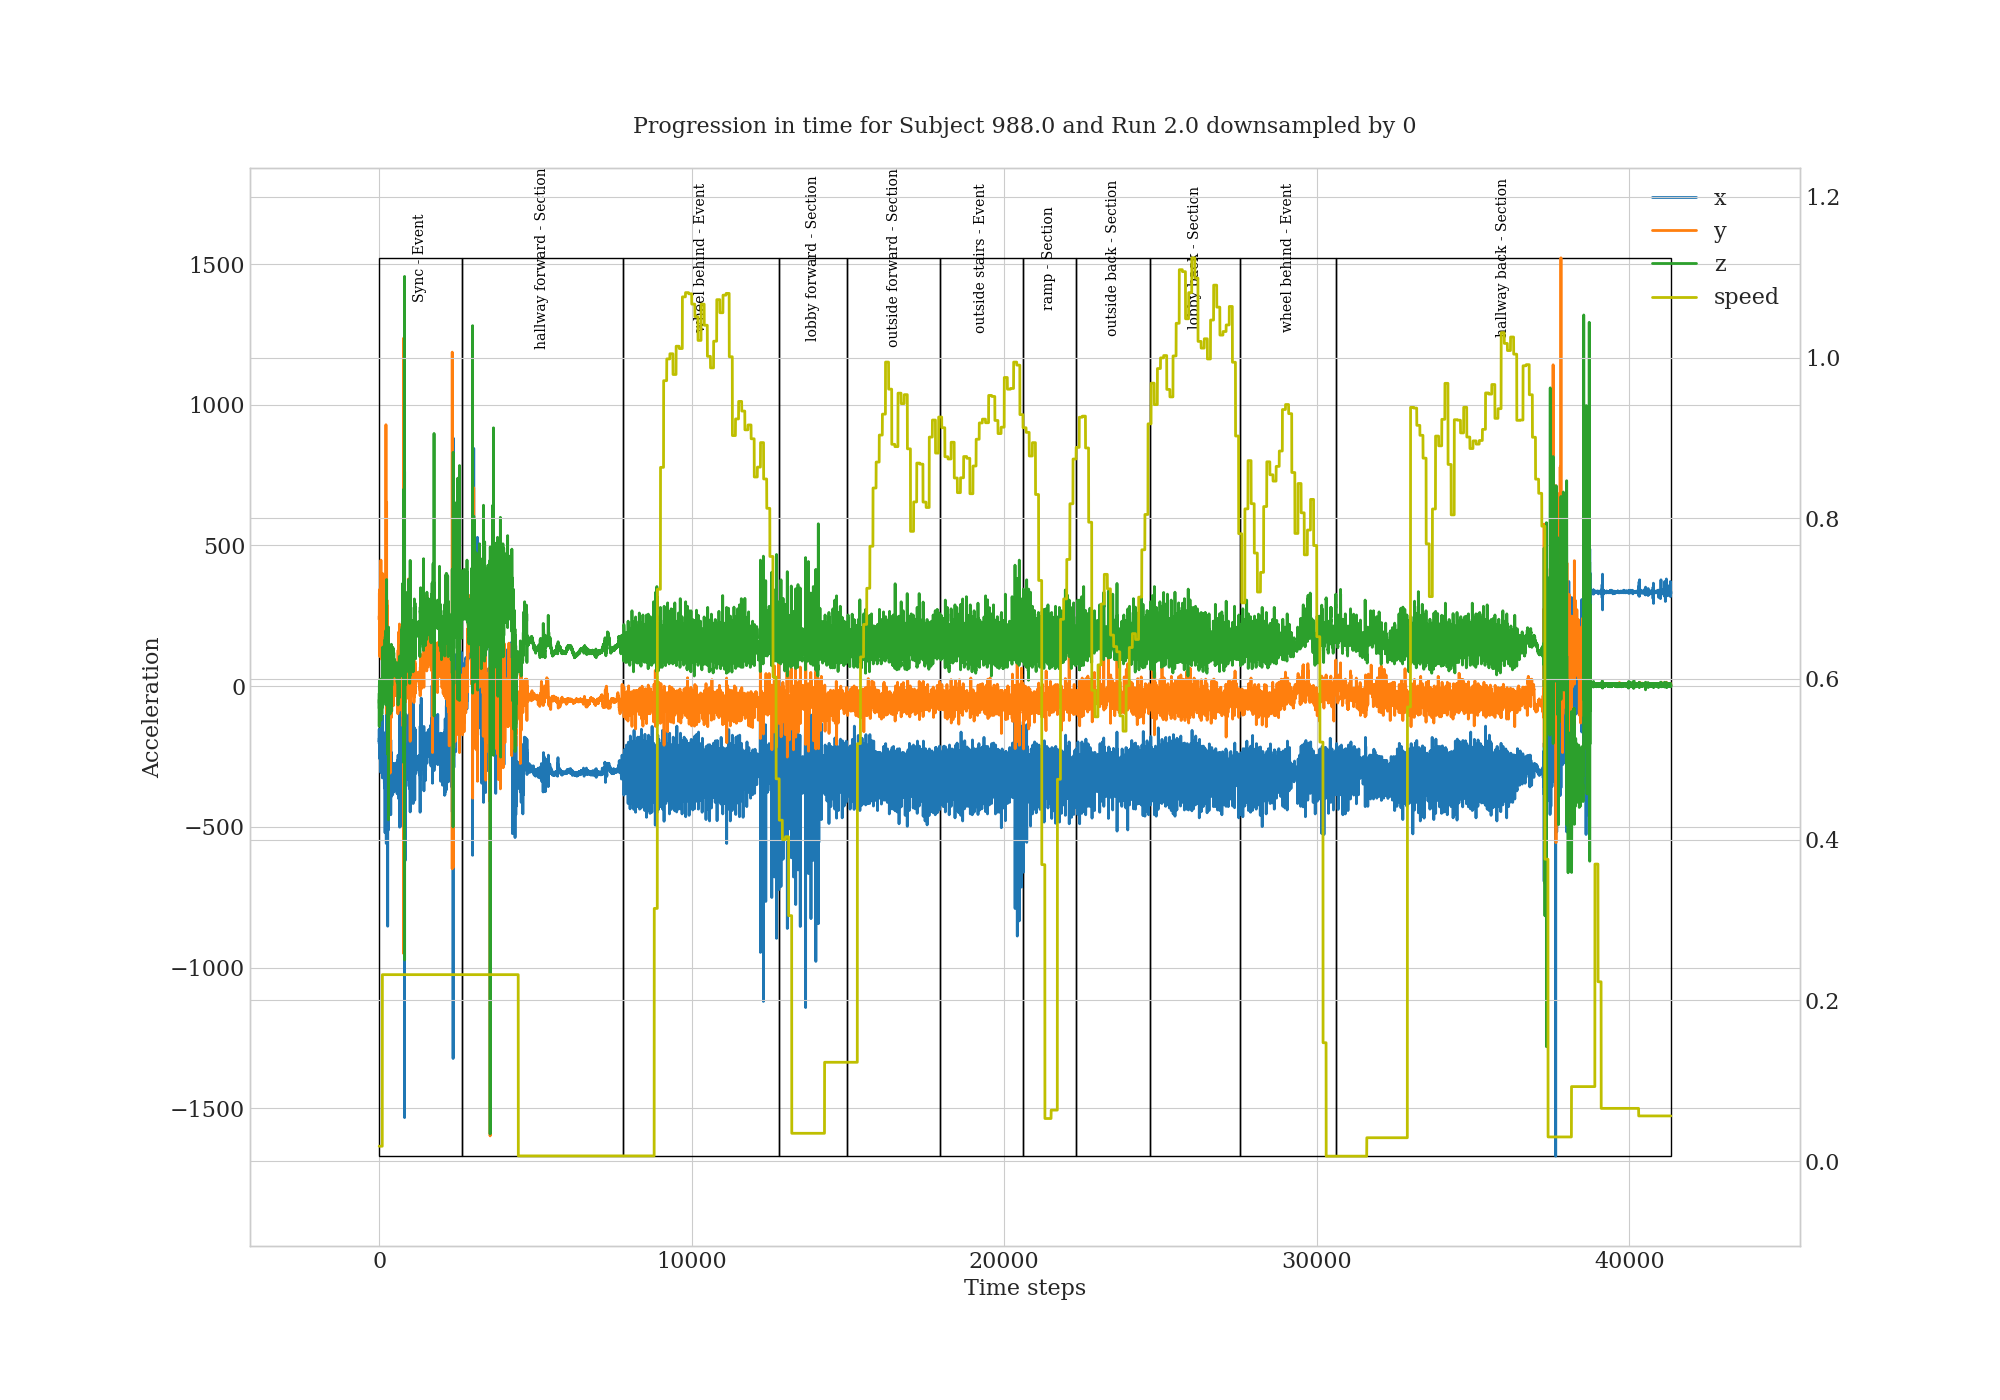 Progression in time for Subject 988.0 and Run 2.0 downsampled by 0
Sync - Event
hallway forward - Section
wheel behind - Event
lobby forward - Section
outside forward - Section
outside stairs - Event
ramp - Section
outside back - Section
lobby back - Section
wheel behind - Event
hallway back - Section
x
y
z
speed
1500
1000
500
0
−500
−1000
−1500
Acceleration
1.2
1.0
0.8
0.6
0.4
0.2
0.0
0
10000
20000
30000
40000
Time steps